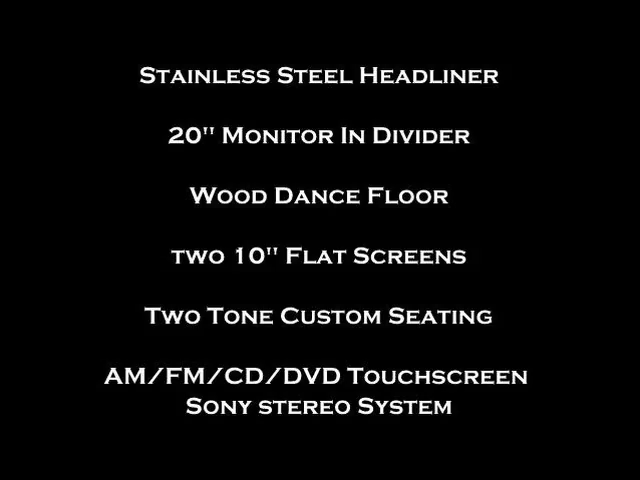 Stainless Steel Headliner
20" Monitor In Divider
Wood Dance Floor
two 10" Flat Screens
Two Tone Custom Seating
AM/FM/CD/DVD Touchscreen
Sony stereo System